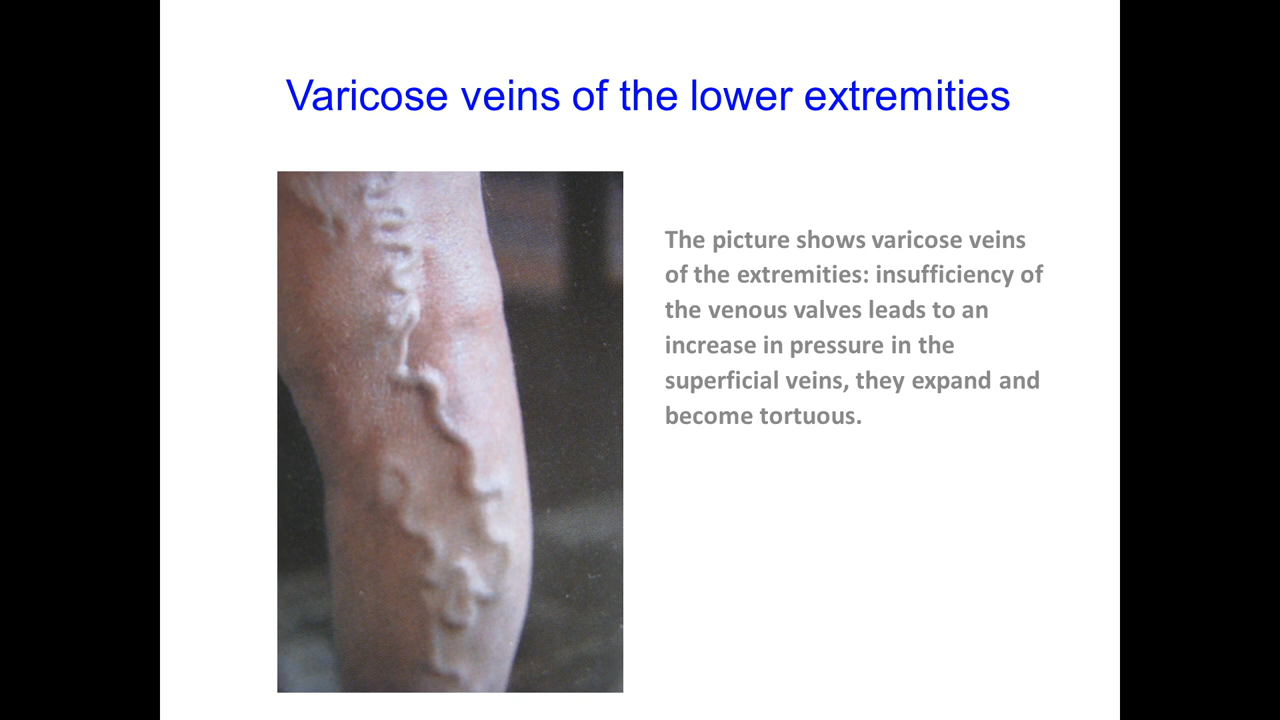 Varicose veins of the lower extremities
The picture shows varicose veins
of the extremities: insufficiency of
the venous valves leads to an
increase in pressure in the
superficial veins, they expand and
become tortuous.